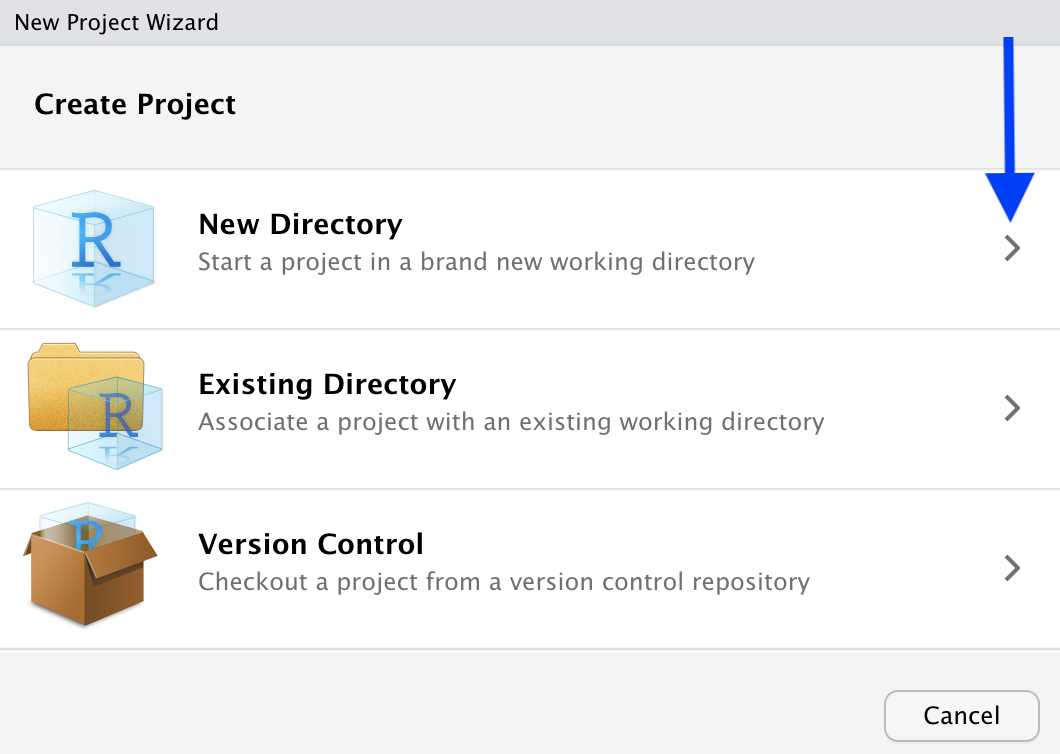 New Project Wizard
Create Project
R
New Directory
Start a project in a brand new working directory
R
Existing Directory
Associate a project with an existing working directory
R
Version Control
Checkout a project from a version control repository
Cancel